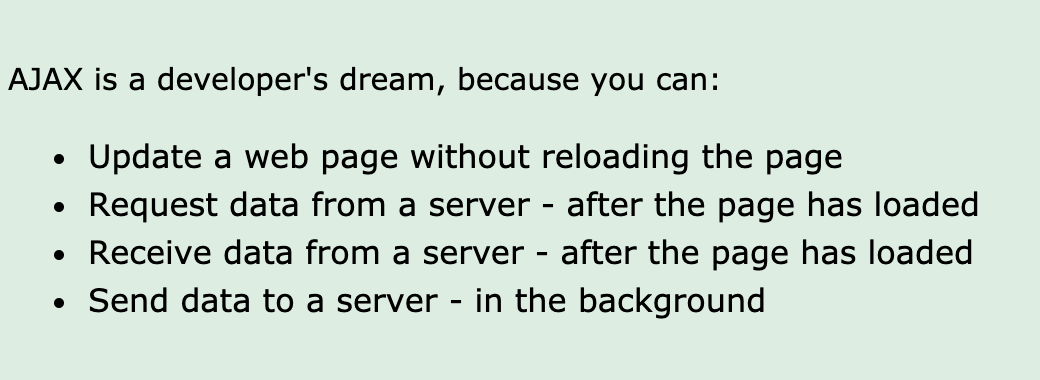 AJAX is a developer's dream, because you can:
• Update a web page without reloading the page
• Request data from a server - after the page has loaded
• Receive data from a server - after the page has loaded
• Send data to a server - in the background